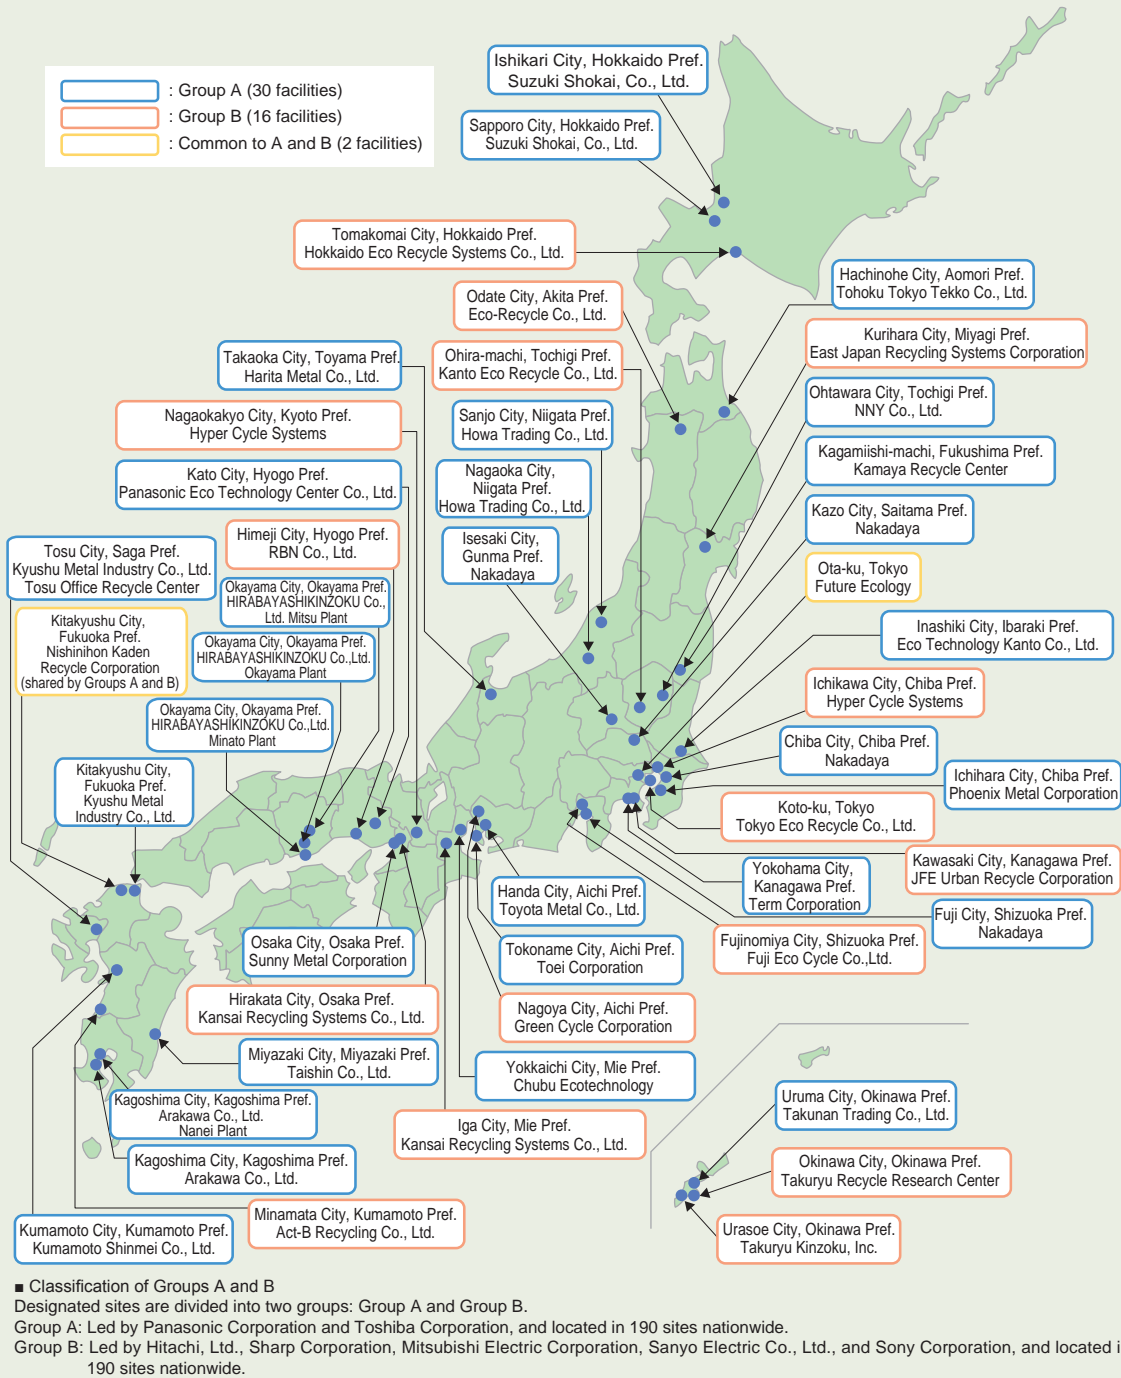 : Group A (30 facilities)
: Group B (16 facilities)
: Common to A and B (2 facilities)
Ishikari City, Hokkaido Pref.
Suzuki Shokai, Co., Ltd.
Sapporo City, Hokkaido Pref.
Suzuki Shokai, Co., Ltd.
Tomakomai City, Hokkaido Pref.
Hokkaido Eco Recycle Systems Co., Ltd.
Hachinohe City, Aomori Pref.
Tohoku Tokyo Tekko Co., Ltd.
Odate City, Akita Pref.
Eco-Recycle Co., Ltd.
Kurihara City, Miyagi Pref.
East Japan Recycling Systems Corporation
Takaoka City, Toyama Pref.
Harita Metal Co., Ltd.
Ohira-machi, Tochigi Pref.
Kanto Eco Recycle Co., Ltd.
Ohtawara City, Tochigi Pref.
NNY Co., Ltd.
Nagaokakyo City, Kyoto Pref.
Hyper Cycle Systems
Sanjo City, Niigata Pref.
Howa Trading Co., Ltd.
Kagamiishi-machi, Fukushima Pref.
Kamaya Recycle Center
Kato City, Hyogo Pref.
Panasonic Eco Technology Center Co., Ltd.
Nagaoka City,
Niigata Pref.
Howa Trading Co., Ltd.
Kazo City, Saitama Pref.
Nakadaya
Himeji City, Hyogo Pref.
RBN Co., Ltd.
Isesaki City,
Gunma Pref.
Nakadaya
Tosu City, Saga Pref.
Kyushu Metal Industry Co., Ltd.
Tosu Office Recycle Center
Ota-ku, Tokyo
Future Ecology
Okayama City, Okayama Pref.
HIRABAYASHIKINZOKU Co.,
Ltd. Mitsu Plant
Kitakyushu City,
Fukuoka Pref.
Nishinihon Kaden
Recycle Corporation
(shared by Groups A and B)
Okayama City, Okayama Pref.
HIRABAYASHIKINZOKU Co.,Ltd.
Okayama Plant
Inashiki City, Ibaraki Pref.
Eco Technology Kanto Co., Ltd.
Ichikawa City, Chiba Pref.
Hyper Cycle Systems
Okayama City, Okayama Pref.
HIRABAYASHIKINZOKU Co.,Ltd.
Minato Plant
Chiba City, Chiba Pref.
Nakadaya
Kitakyushu City,
Fukuoka Pref.
Kyushu Metal
Industry Co., Ltd.
Ichihara City, Chiba Pref.
Phoenix Metal Corporation
Koto-ku, Tokyo
Tokyo Eco Recycle Co., Ltd.
Kawasaki City, Kanagawa Pref.
JFE Urban Recycle Corporation
Yokohama City,
Kanagawa Pref.
Term Corporation
Handa City, Aichi Pref.
Toyota Metal Co., Ltd.
Fuji City, Shizuoka Pref.
Nakadaya
Osaka City, Osaka Pref.
Sunny Metal Corporation
Tokoname City, Aichi Pref.
Toei Corporation
Fujinomiya City, Shizuoka Pref.
Fuji Eco Cycle Co.,Ltd.
Hirakata City, Osaka Pref.
Kansai Recycling Systems Co., Ltd.
Nagoya City, Aichi Pref.
Green Cycle Corporation
Miyazaki City, Miyazaki Pref.
Taishin Co., Ltd.
Yokkaichi City, Mie Pref.
Chubu Ecotechnology
Kagoshima City, Kagoshima Pref.
Arakawa Co., Ltd.
Nanei Plant
Iga City, Mie Pref.
Kansai Recycling Systems Co., Ltd.
Uruma City, Okinawa Pref.
Takunan Trading Co., Ltd.
Kagoshima City, Kagoshima Pref.
Arakawa Co., Ltd.
Okinawa City, Okinawa Pref.
Takuryu Recycle Research Center
Kumamoto City, Kumamoto Pref.
Kumamoto Shinmei Co., Ltd.
Minamata City, Kumamoto Pref.
Act-B Recycling Co., Ltd.
Urasoe City, Okinawa Pref.
Takuryu Kinzoku, Inc.
■ Classification of Groups A and B
Designated sites are divided into two groups: Group A and Group B.
Group A: Led by Panasonic Corporation and Toshiba Corporation, and located in 190 sites nationwide.
Group B: Led by Hitachi, Ltd., Sharp Corporation, Mitsubishi Electric Corporation, Sanyo Electric Co., Ltd., and Sony Corporation, and located i
190 sites nationwide.